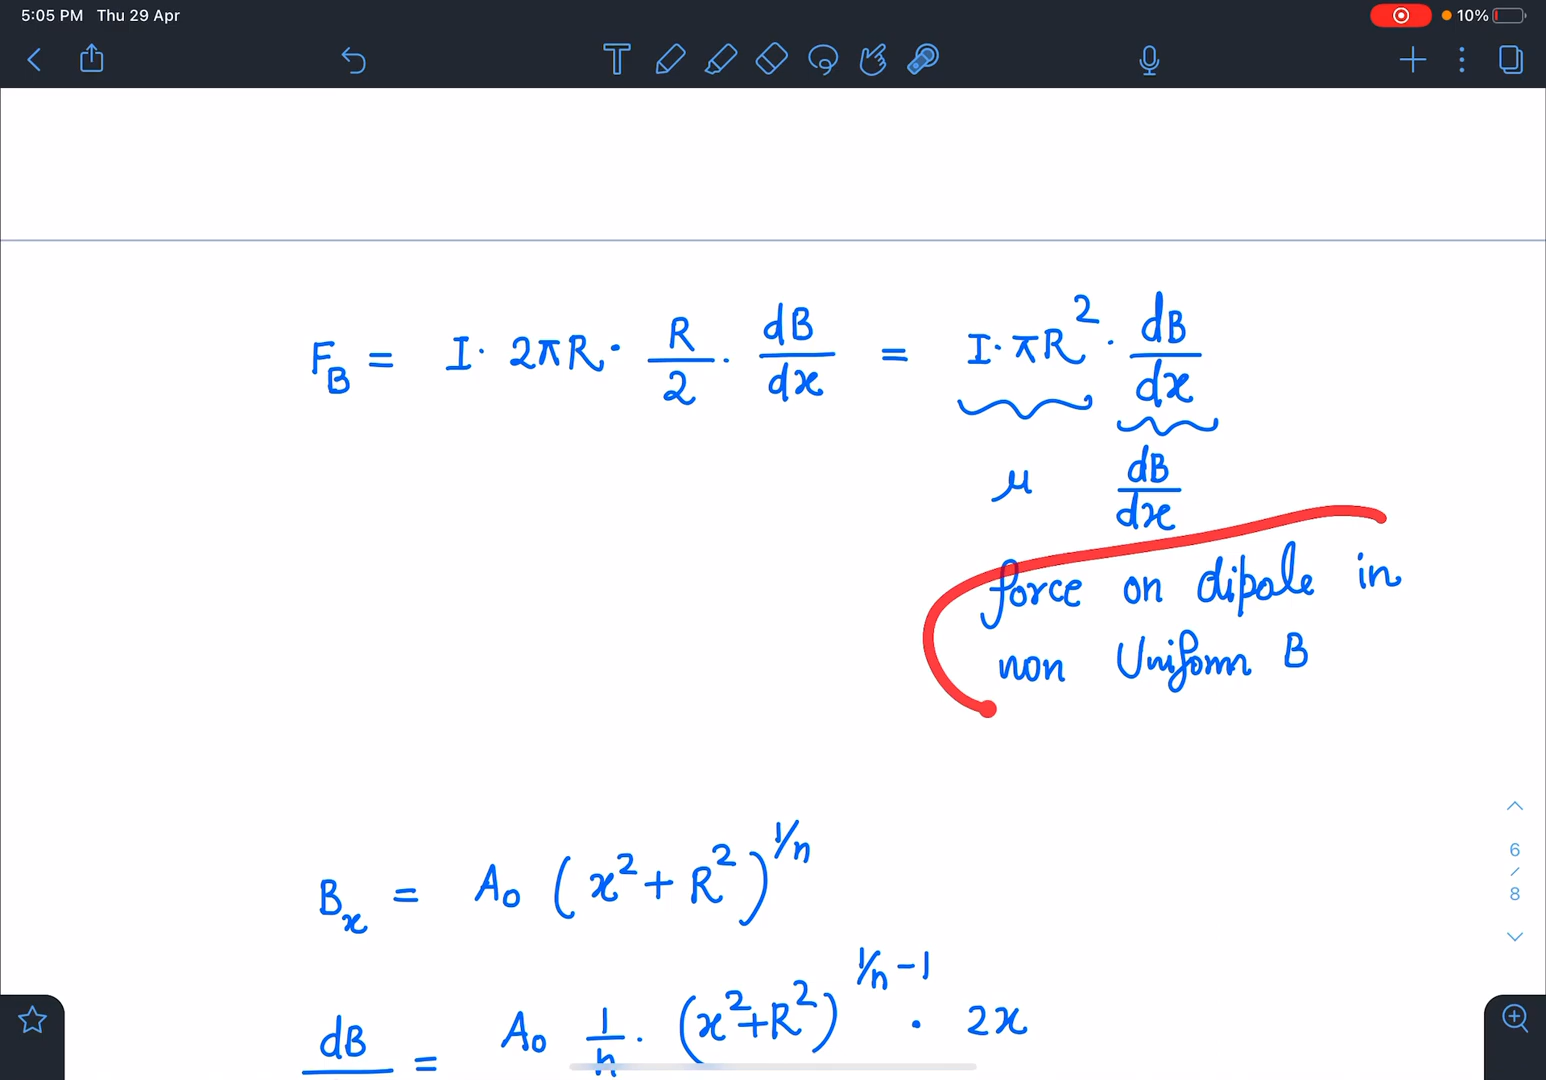 5:05 PM Thu 29 Apr
10%
T
F_B = I · 2πR · R/2 · dB/dx = I · πR² · dB/dx
μ dB/dx
force on dipole in
non Uniform B
B_x = A₀ (x² + R²)^(1/n)
dB = A₀ 1/n · (x² + R²)^(1/n − 1) · 2x
6 / 8